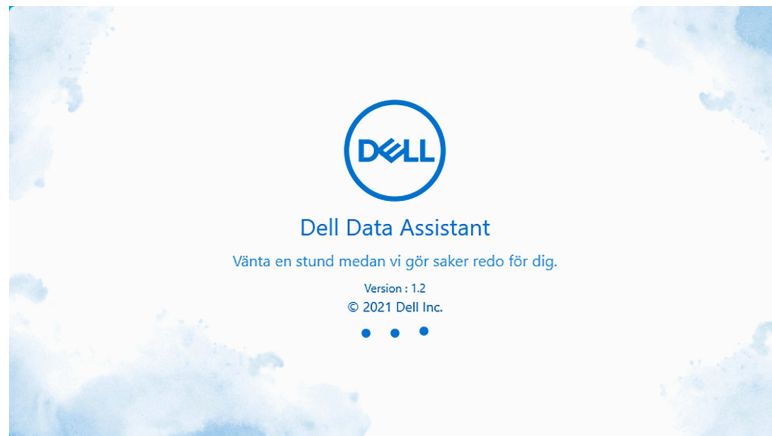 DELL
Dell Data Assistant
Vänta en stund medan vi gör saker redo för dig.
Version : 1.2
© 2021 Dell Inc.